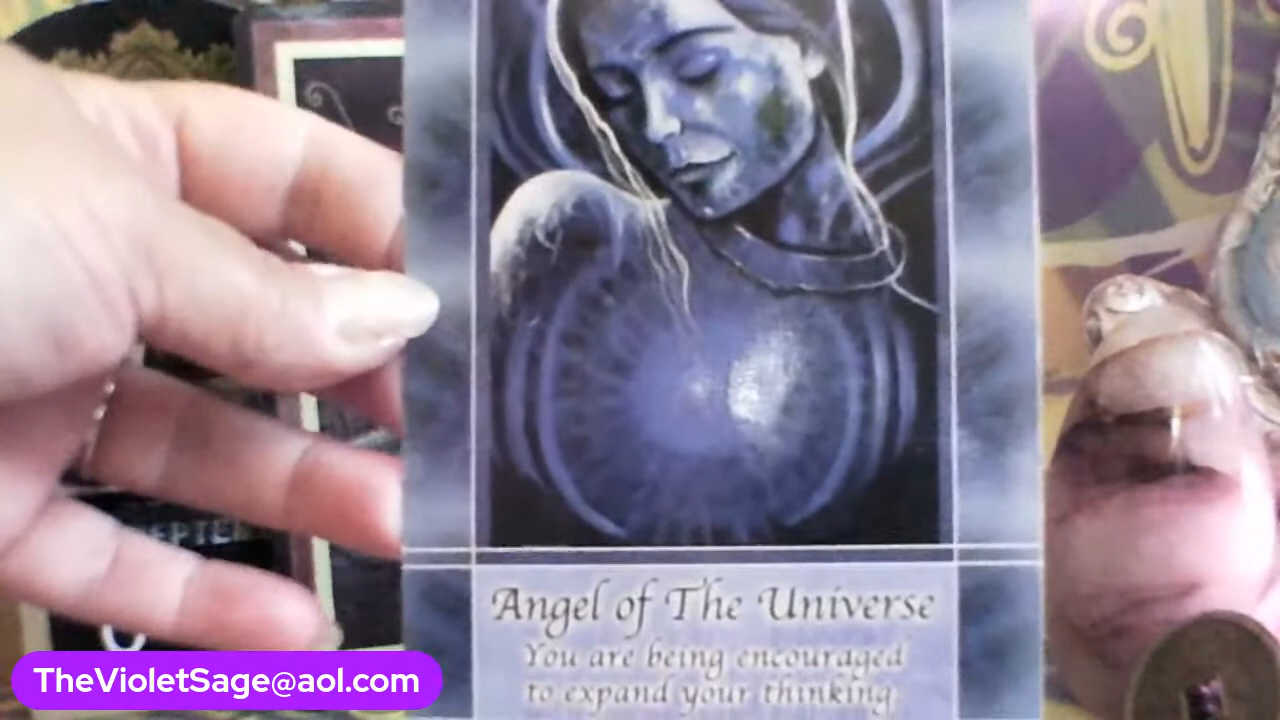 Angel of The Universe
You are being encouraged
to expand your thinking.
TheVioletSage@aol.com